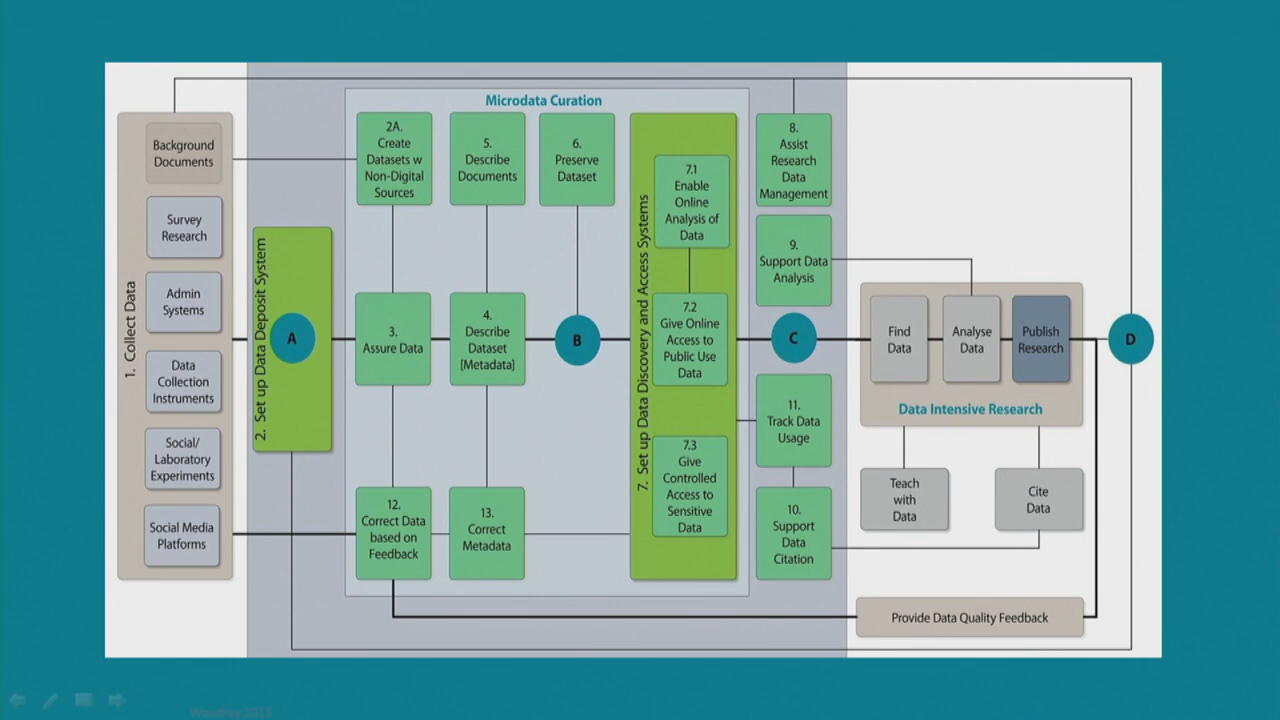 Microdata Curation
1. Collect Data
Background
Documents
Survey
Research
Admin
Systems
Data
Collection
Instruments
Social/
Laboratory
Experiments
Social Media
Platforms
2. Set up Data Deposit System
A
2A.
Create
Datasets w
Non-Digital
Sources
3.
Assure Data
12.
Correct Data
based on
Feedback
5.
Describe
Documents
4.
Describe
Dataset
[Metadata]
13.
Correct
Metadata
6.
Preserve
Dataset
B
7. Set up Data Discovery and Access Systems
7.1
Enable
Online
Analysis of
Data
7.2
Give Online
Access to
Public Use
Data
7.3
Give
Controlled
Access to
Sensitive
Data
8.
Assist
Research
Data
Management
9.
Support Data
Analysis
C
11.
Track Data
Usage
10.
Support
Data
Citation
Find
Data
Analyse
Data
Publish
Research
Data Intensive Research
D
Teach
with
Data
Cite
Data
Provide Data Quality Feedback